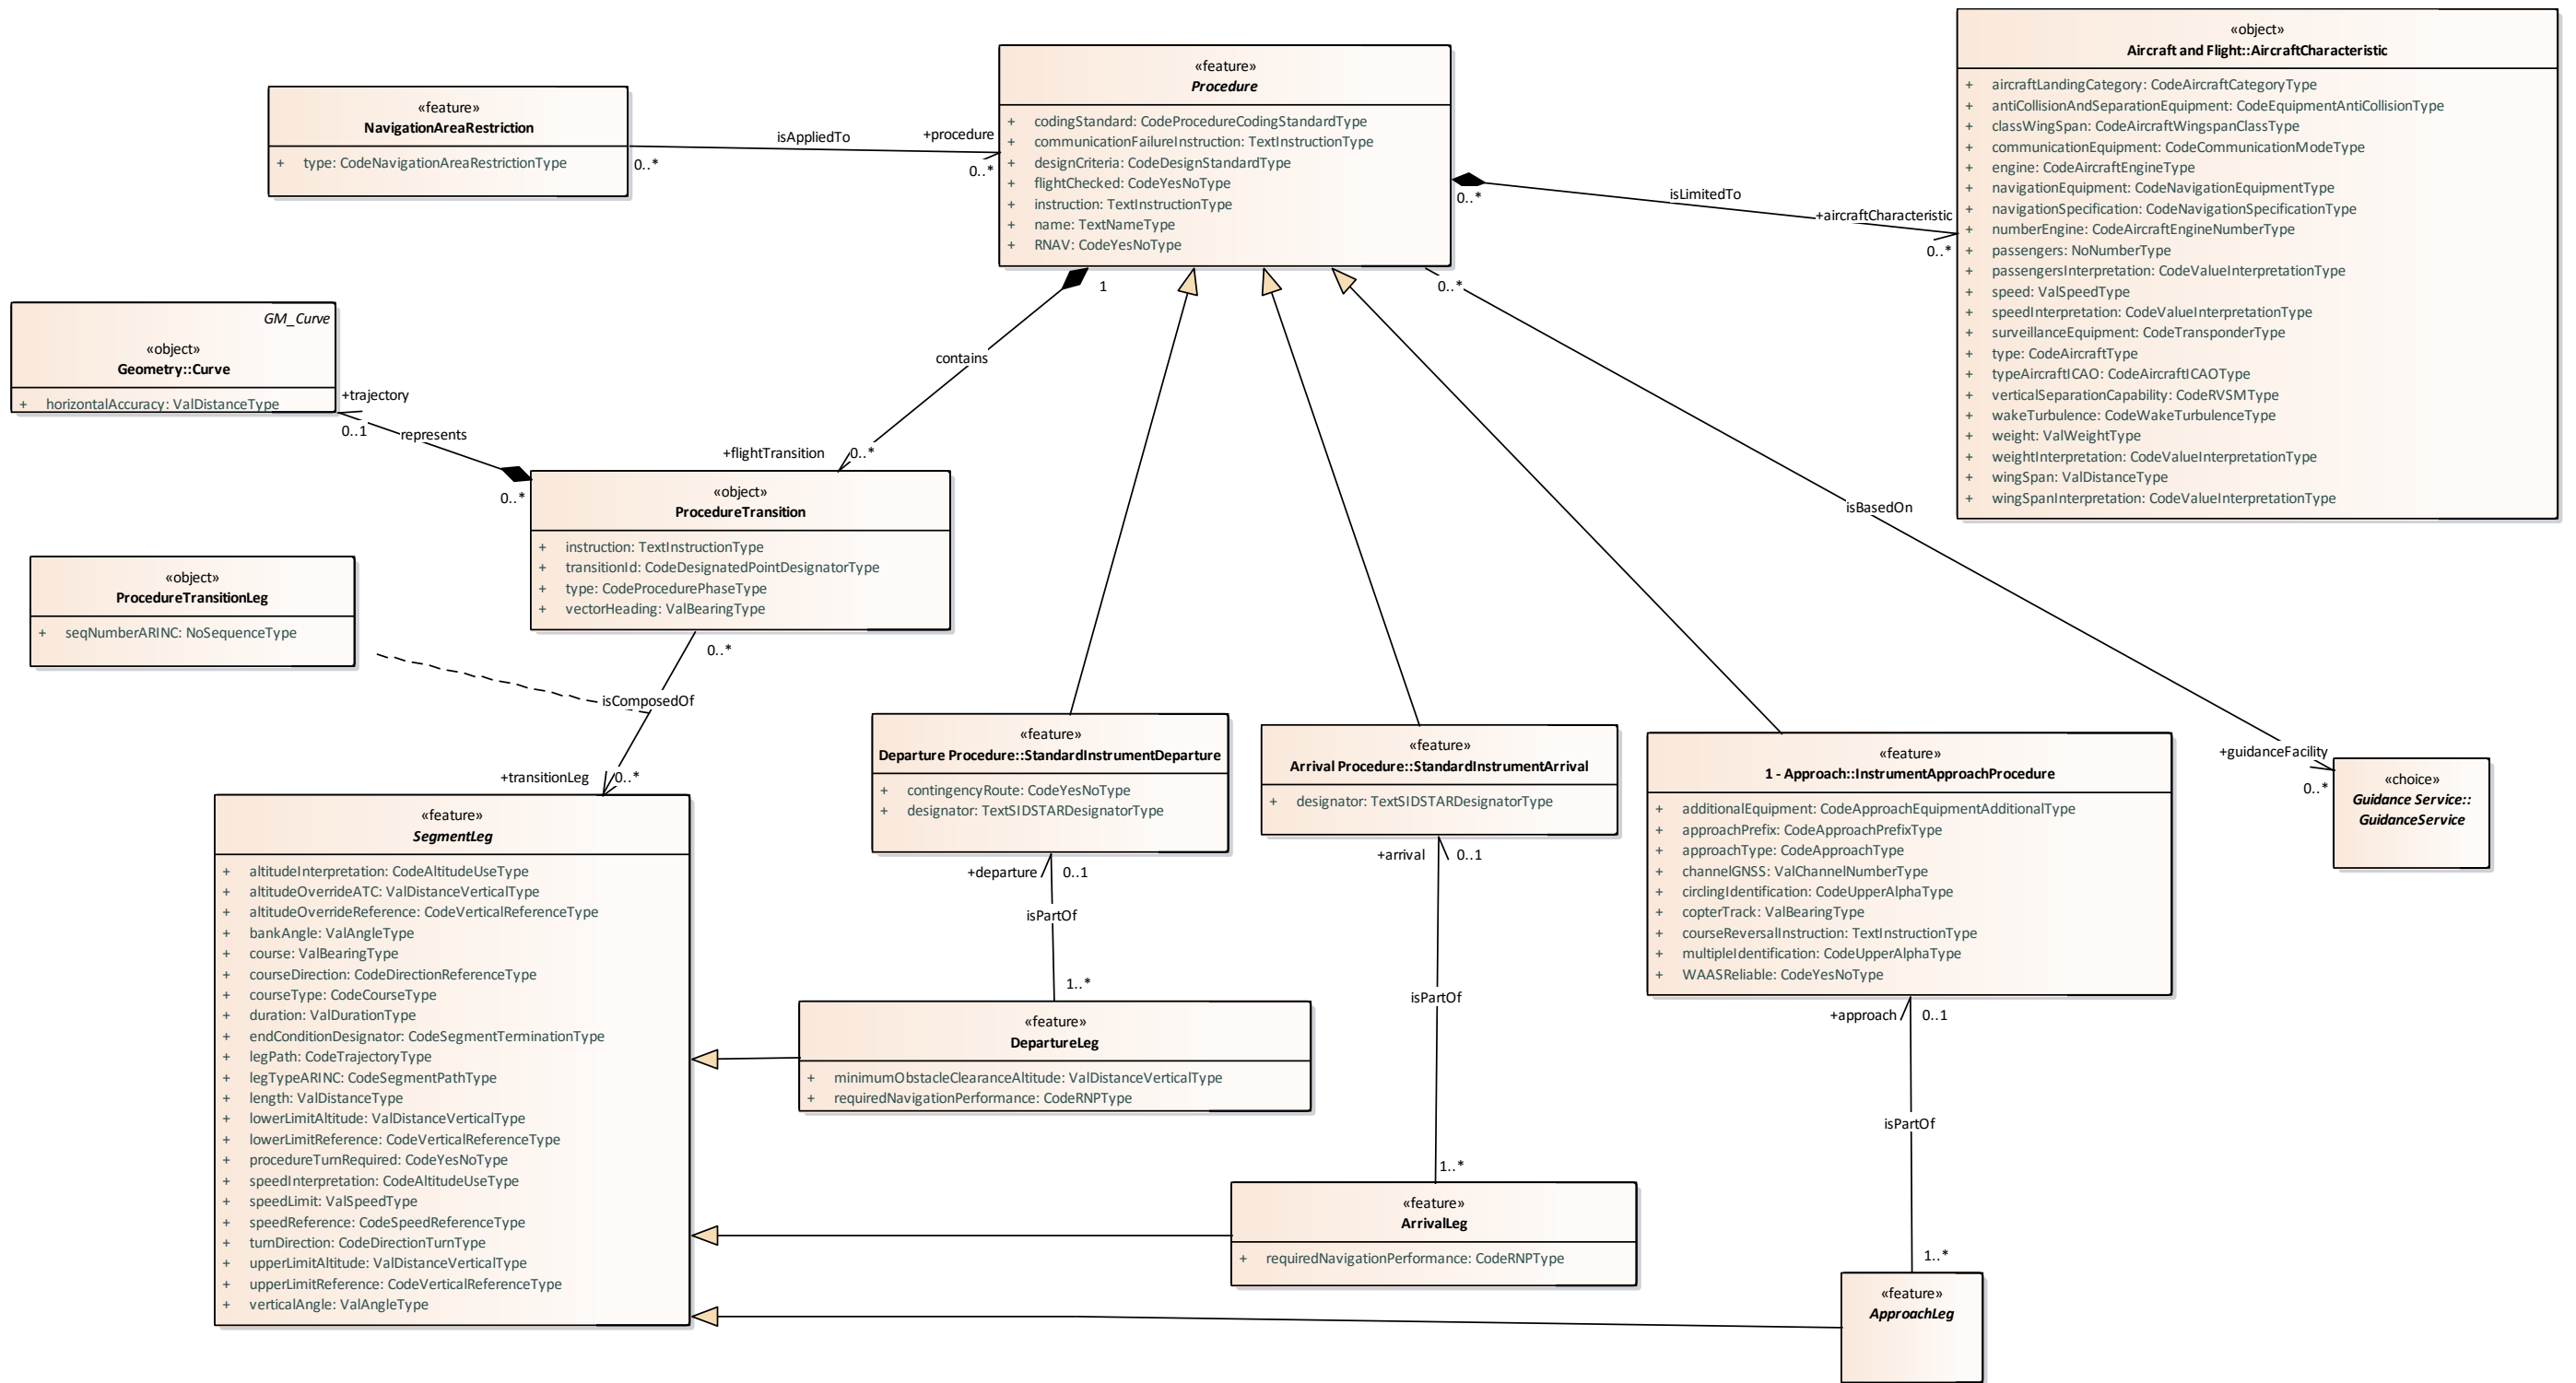 «feature»
NavigationAreaRestriction
+ type: CodeNavigationAreaRestrictionType
0..*
isAppliedTo
+procedure
0..*
«feature»
Procedure
+ codingStandard: CodeProcedureCodingStandardType
+ communicationFailureInstruction: TextInstructionType
+ designCriteria: CodeDesignStandardType
+ flightChecked: CodeYesNoType
+ instruction: TextInstructionType
+ name: TextNameType
+ RNAV: CodeYesNoType
0..*
isLimitedTo
+aircraftCharacteristic
0..*
«object»
Aircraft and Flight::AircraftCharacteristic
+ aircraftLandingCategory: CodeAircraftCategoryType
+ antiCollisionAndSeparationEquipment: CodeEquipmentAntiCollisionType
+ classWingSpan: CodeAircraftWingspanClassType
+ communicationEquipment: CodeCommunicationModeType
+ engine: CodeAircraftEngineType
+ navigationEquipment: CodeNavigationEquipmentType
+ navigationSpecification: CodeNavigationSpecificationType
+ numberEngine: CodeAircraftEngineNumberType
+ passengers: NoNumberType
+ passengersInterpretation: CodeValueInterpretationType
+ speed: ValSpeedType
+ speedInterpretation: CodeValueInterpretationType
+ surveillanceEquipment: CodeTransponderType
+ type: CodeAircraftType
+ typeAircraftICAO: CodeAircraftICAOType
+ verticalSeparationCapability: CodeRVSMType
+ wakeTurbulence: CodeWakeTurbulenceType
+ weight: ValWeightType
+ weightInterpretation: CodeValueInterpretationType
+ wingSpan: ValDistanceType
+ wingSpanInterpretation: CodeValueInterpretationType
1
contains
+flightTransition
0..*
0..*
isBasedOn
+guidanceFacility
0..*
GM_Curve
«object»
Geometry::Curve
+ horizontalAccuracy: ValDistanceType
+trajectory
0..1
represents
0..*
«object»
ProcedureTransition
+ instruction: TextInstructionType
+ transitionId: CodeDesignatedPointDesignatorType
+ type: CodeProcedurePhaseType
+ vectorHeading: ValBearingType
«object»
ProcedureTransitionLeg
+ seqNumberARINC: NoSequenceType
0..*
isComposedOf
+transitionLeg
0..*
«feature»
SegmentLeg
+ altitudeInterpretation: CodeAltitudeUseType
+ altitudeOverrideATC: ValDistanceVerticalType
+ altitudeOverrideReference: CodeVerticalReferenceType
+ bankAngle: ValAngleType
+ course: ValBearingType
+ courseDirection: CodeDirectionReferenceType
+ courseType: CodeCourseType
+ duration: ValDurationType
+ endConditionDesignator: CodeSegmentTerminationType
+ legPath: CodeTrajectoryType
+ legTypeARINC: CodeSegmentPathType
+ length: ValDistanceType
+ lowerLimitAltitude: ValDistanceVerticalType
+ lowerLimitReference: CodeVerticalReferenceType
+ procedureTurnRequired: CodeYesNoType
+ speedInterpretation: CodeAltitudeUseType
+ speedLimit: ValSpeedType
+ speedReference: CodeSpeedReferenceType
+ turnDirection: CodeDirectionTurnType
+ upperLimitAltitude: ValDistanceVerticalType
+ upperLimitReference: CodeVerticalReferenceType
+ verticalAngle: ValAngleType
«feature»
Departure Procedure::StandardInstrumentDeparture
+ contingencyRoute: CodeYesNoType
+ designator: TextSIDSTARDesignatorType
+departure
0..1
isPartOf
1..*
«feature»
DepartureLeg
+ minimumObstacleClearanceAltitude: ValDistanceVerticalType
+ requiredNavigationPerformance: CodeRNPType
«feature»
Arrival Procedure::StandardInstrumentArrival
+ designator: TextSIDSTARDesignatorType
+arrival
0..1
isPartOf
1..*
«feature»
ArrivalLeg
+ requiredNavigationPerformance: CodeRNPType
«feature»
1 - Approach::InstrumentApproachProcedure
+ additionalEquipment: CodeApproachEquipmentAdditionalType
+ approachPrefix: CodeApproachPrefixType
+ approachType: CodeApproachType
+ channelGNSS: ValChannelNumberType
+ circlingIdentification: CodeUpperAlphaType
+ copterTrack: ValBearingType
+ courseReversalInstruction: TextInstructionType
+ multipleIdentification: CodeUpperAlphaType
+ WAASReliable: CodeYesNoType
+approach
0..1
isPartOf
1..*
«feature»
ApproachLeg
«choice»
Guidance Service::
GuidanceService